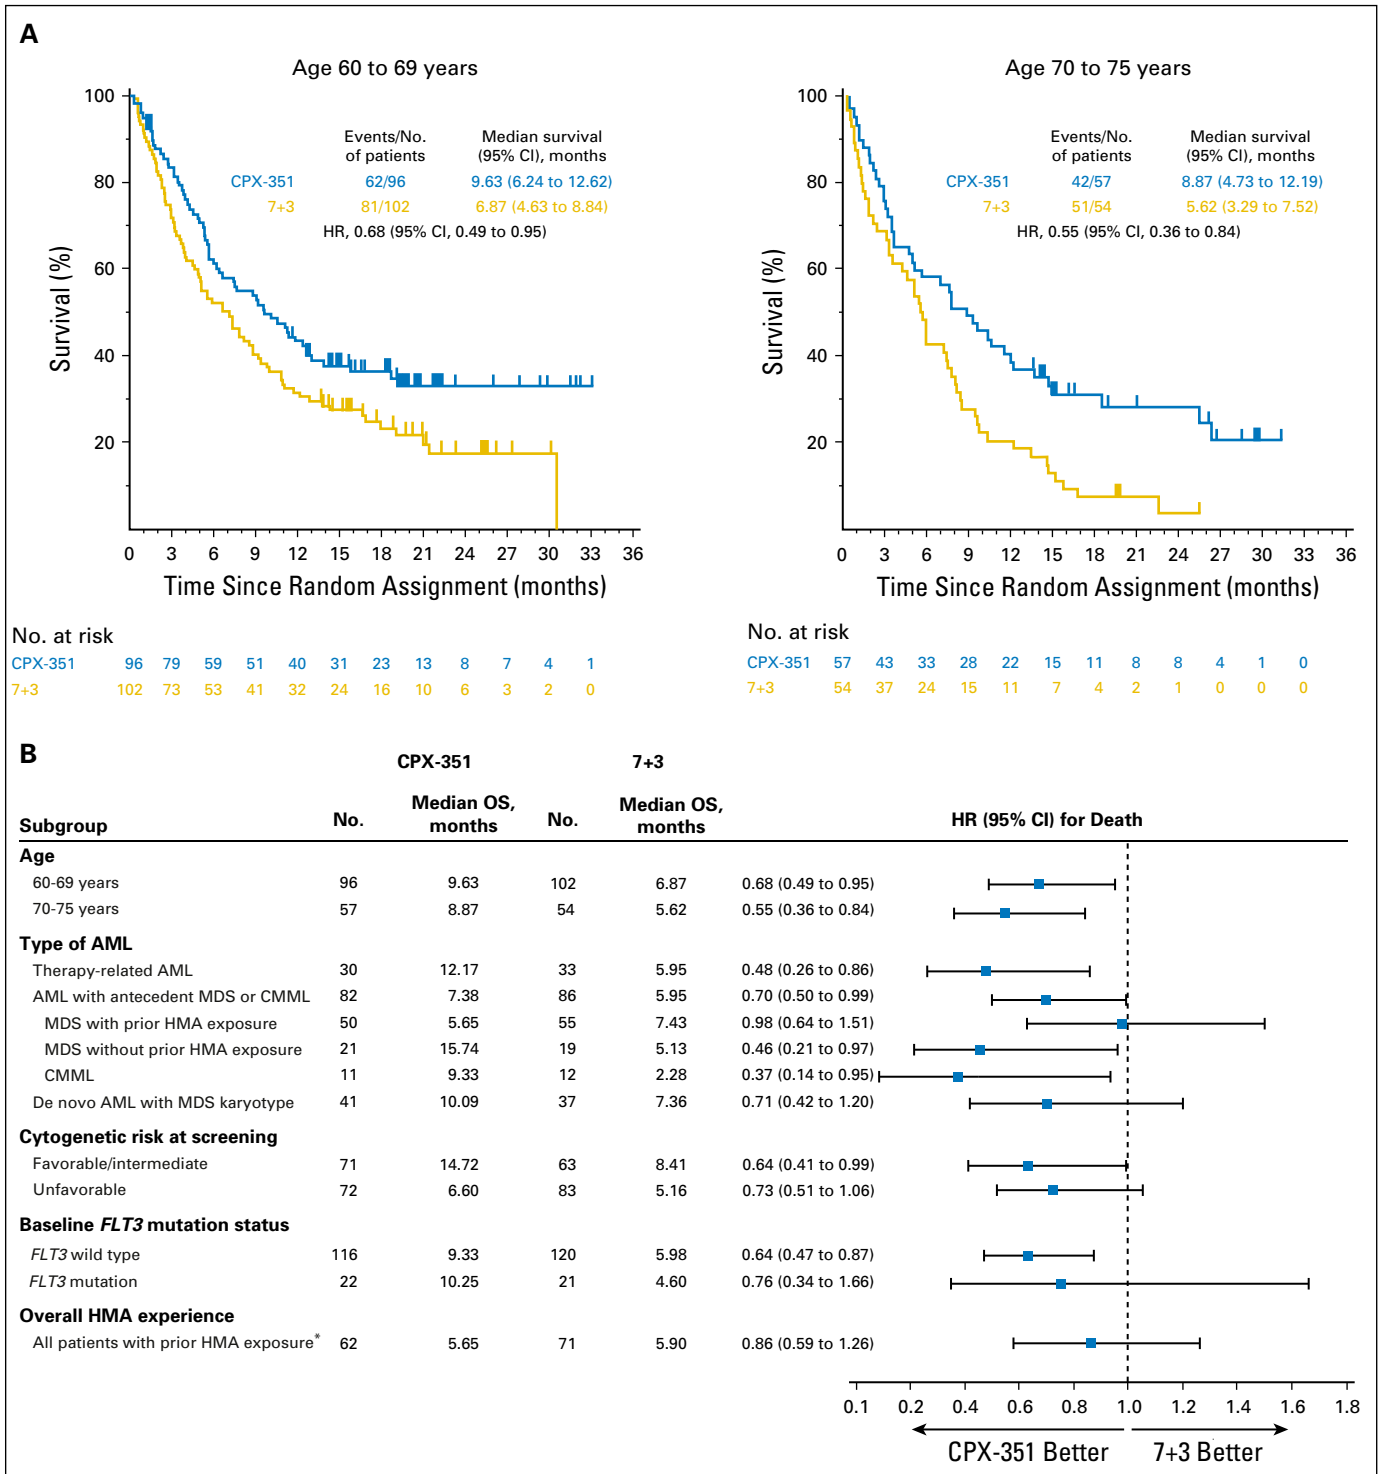 A
Age 60 to 69 years
100
80
60
40
20
Survival (%)
Events/No. of patients
Median survival (95% CI), months
CPX-351 62/96 9.63 (6.24 to 12.62)
7+3 81/102 6.87 (4.63 to 8.84)
HR, 0.68 (95% CI, 0.49 to 0.95)
0 3 6 9 12 15 18 21 24 27 30 33 36
Time Since Random Assignment (months)
No. at risk
CPX-351 96 79 59 51 40 31 23 13 8 7 4 1
7+3 102 73 53 41 32 24 16 10 6 3 2 0
Age 70 to 75 years
100
80
60
40
20
Survival (%)
Events/No. of patients
Median survival (95% CI), months
CPX-351 42/57 8.87 (4.73 to 12.19)
7+3 51/54 5.62 (3.29 to 7.52)
HR, 0.55 (95% CI, 0.36 to 0.84)
0 3 6 9 12 15 18 21 24 27 30 33 36
Time Since Random Assignment (months)
No. at risk
CPX-351 57 43 33 28 22 15 11 8 8 4 1 0
7+3 54 37 24 15 11 7 4 2 1 0 0 0
B
CPX-351 7+3
Subgroup No. Median OS, months No. Median OS, months HR (95% CI) for Death
Age
60-69 years 96 9.63 102 6.87 0.68 (0.49 to 0.95)
70-75 years 57 8.87 54 5.62 0.55 (0.36 to 0.84)
Type of AML
Therapy-related AML 30 12.17 33 5.95 0.48 (0.26 to 0.86)
AML with antecedent MDS or CMML 82 7.38 86 5.95 0.70 (0.50 to 0.99)
MDS with prior HMA exposure 50 5.65 55 7.43 0.98 (0.64 to 1.51)
MDS without prior HMA exposure 21 15.74 19 5.13 0.46 (0.21 to 0.97)
CMML 11 9.33 12 2.28 0.37 (0.14 to 0.95)
De novo AML with MDS karyotype 41 10.09 37 7.36 0.71 (0.42 to 1.20)
Cytogenetic risk at screening
Favorable/intermediate 71 14.72 63 8.41 0.64 (0.41 to 0.99)
Unfavorable 72 6.60 83 5.16 0.73 (0.51 to 1.06)
Baseline FLT3 mutation status
FLT3 wild type 116 9.33 120 5.98 0.64 (0.47 to 0.87)
FLT3 mutation 22 10.25 21 4.60 0.76 (0.34 to 1.66)
Overall HMA experience
All patients with prior HMA exposure* 62 5.65 71 5.90 0.86 (0.59 to 1.26)
0.1 0.2 0.4 0.6 0.8 1.0 1.2 1.4 1.6 1.8
CPX-351 Better 7+3 Better